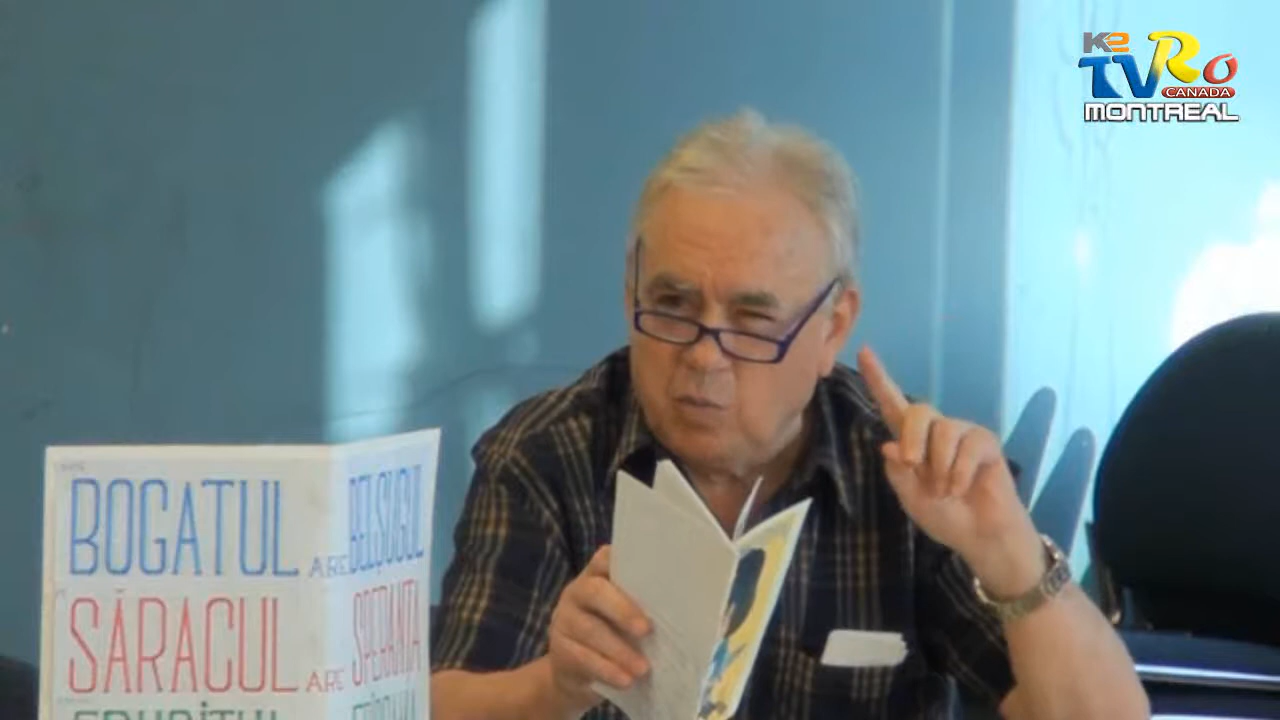 K2
TVRo
CANADA
MONTREAL
BOGATUL ARE BELȘUGUL
SĂRACUL ARE SPERANȚA